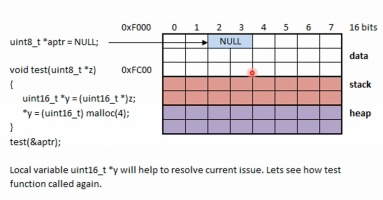 0xF000 0 1 2 3 4 5 6 7 16 bits
uint8_t *aptr = NULL; NULL
data
void test(uint8_t *z) 0xFC00
{ stack
uint16_t *y = (uint16_t *)z;
*y = (uint16_t) malloc(4); heap
}
test(&aptr);
Local variable uint16_t *y will help to resolve current issue. Lets see how test
function called again.